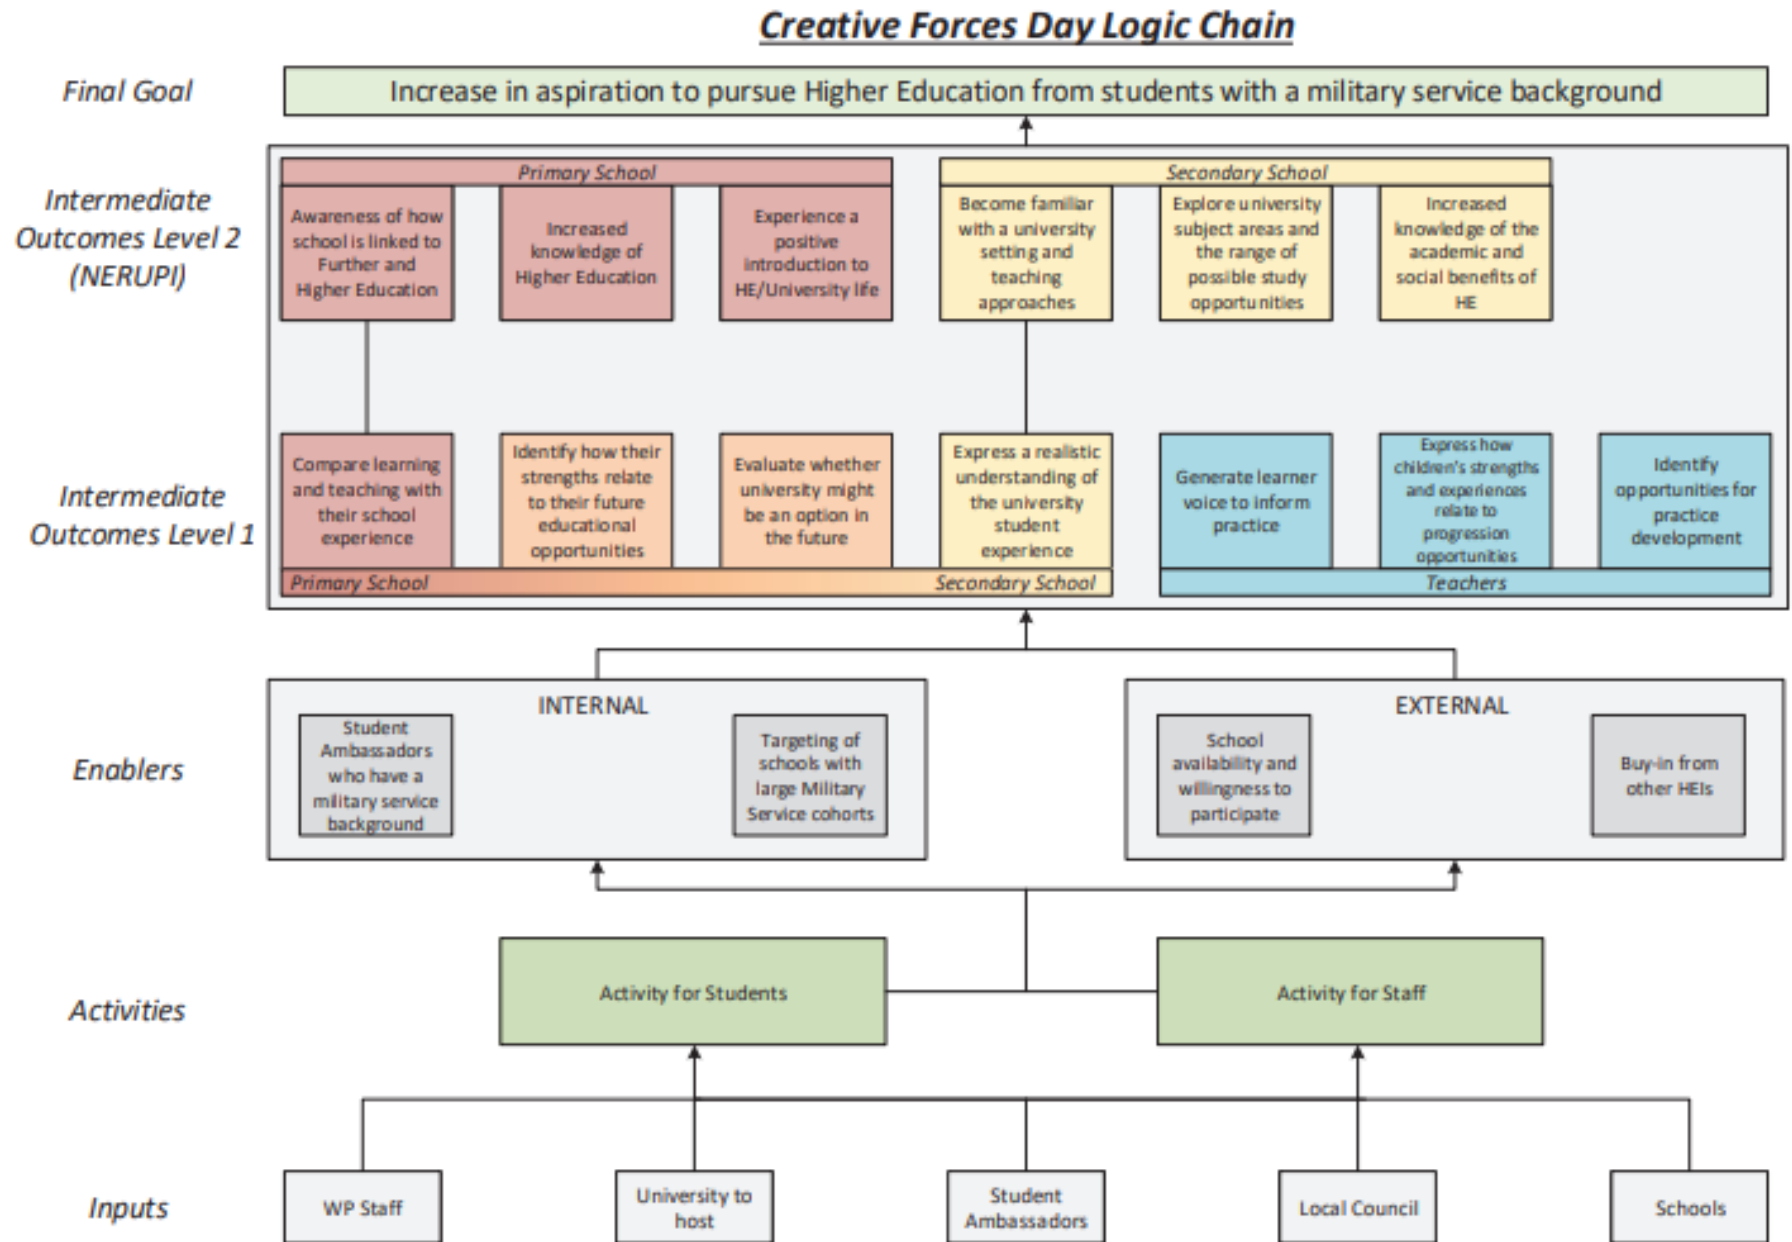 Creative Forces Day Logic Chain
Final Goal
Increase in aspiration to pursue Higher Education from students with a military service background
Intermediate
Outcomes Level 2
(NERUPI)
Primary School
Awareness of how
school is linked to
Further and
Higher Education
Increased
knowledge of
Higher Education
Experience a
positive
introduction to
HE/University life
Secondary School
Become familiar
with a university
setting and
teaching
approaches
Explore university
subject areas and
the range of
possible study
opportunities
Increased
knowledge of the
academic and
social benefits of
HE
Intermediate
Outcomes Level 1
Compare learning
and teaching with
their school
experience
Identify how their
strengths relate
to their future
educational
opportunities
Evaluate whether
university might
be an option in
the future
Express a realistic
understanding of
the university
student
experience
Primary School
Secondary School
Generate learner
voice to inform
practice
Express how
children's strengths
and experiences
relate to
progression
opportunities
Identify
opportunities for
practice
development
Teachers
Enablers
INTERNAL
Student
Ambassadors
who have a
military service
background
Targeting of
schools with
large Military
Service cohorts
EXTERNAL
School
availability and
willingness to
participate
Buy-in from
other HEIs
Activities
Activity for Students
Activity for Staff
Inputs
WP Staff
University to
host
Student
Ambassadors
Local Council
Schools